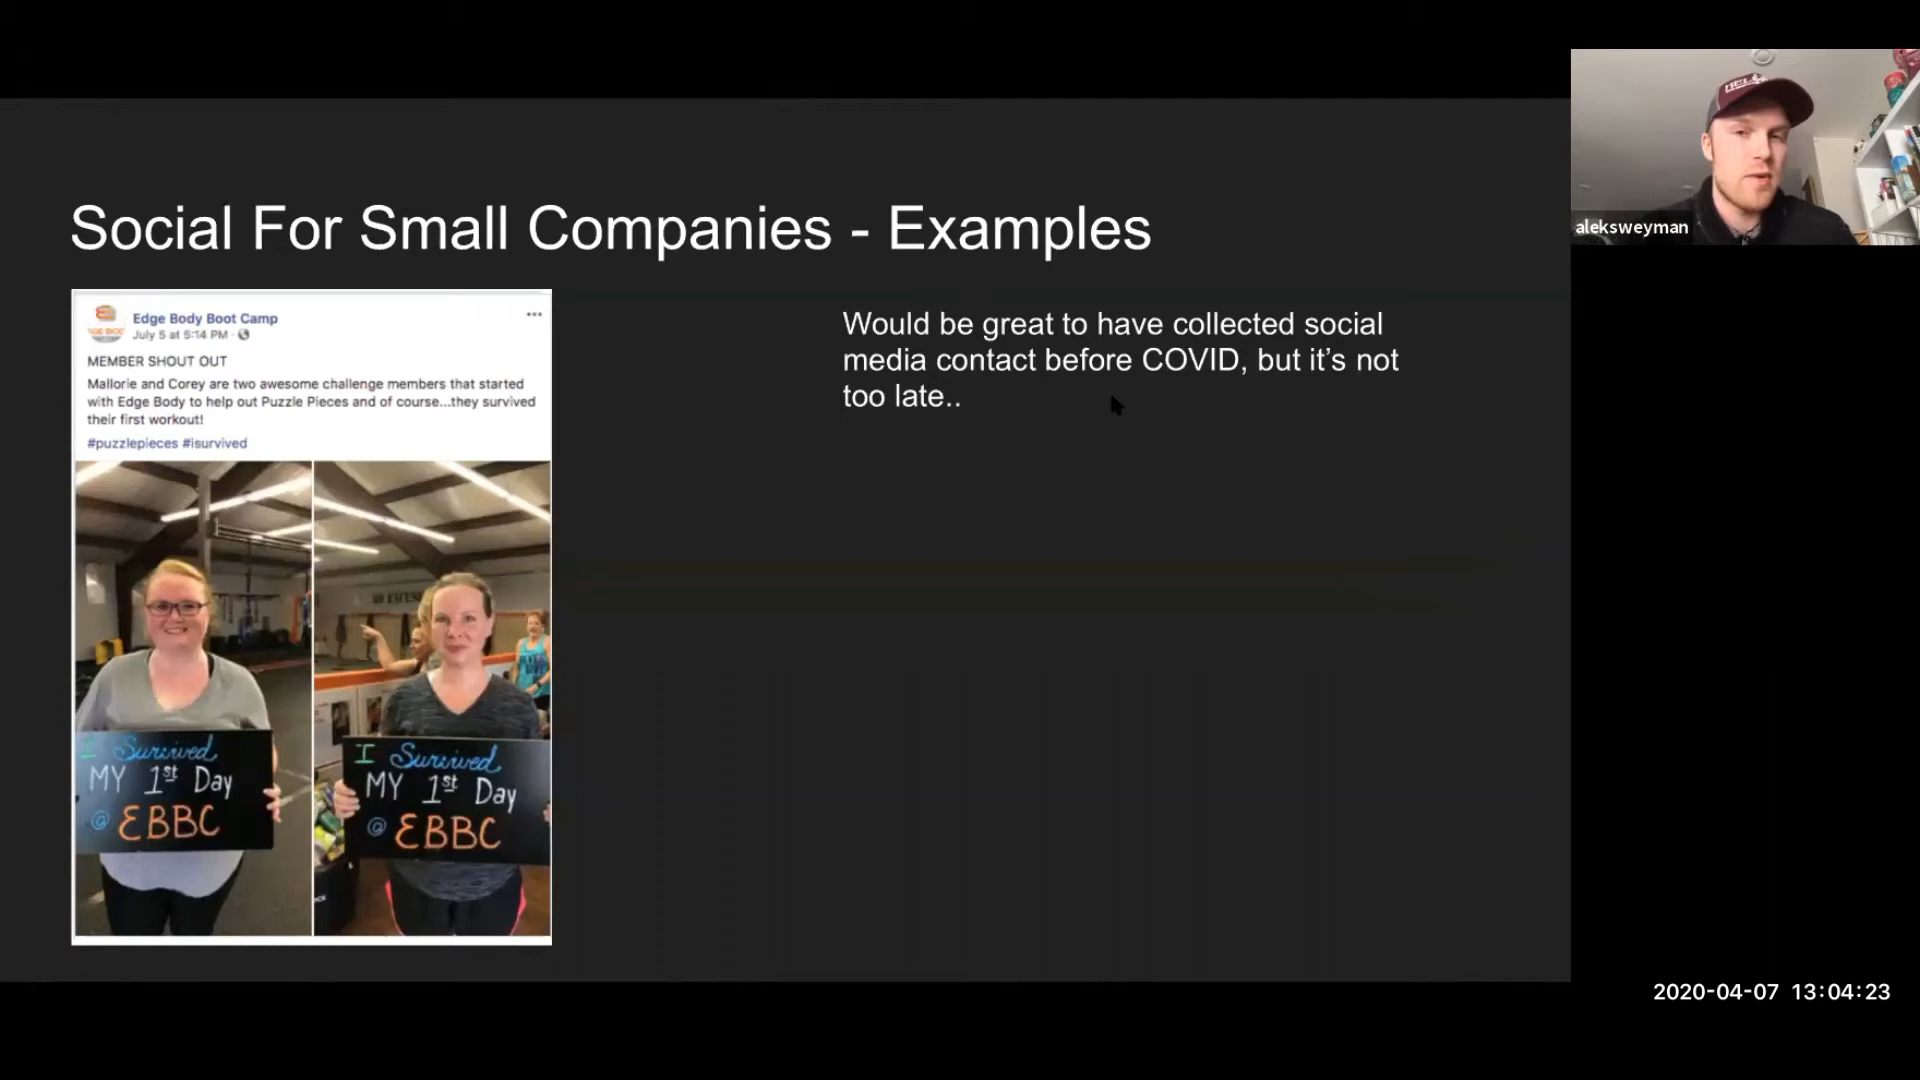 Social For Small Companies - Examples
Edge Body Boot Camp
July 5 at 5:14 PM ·
MEMBER SHOUT OUT
Mallorie and Corey are two awesome challenge members that started
with Edge Body to help out Puzzle Pieces and of course...they survived
their first workout!
#puzzlepieces #isurvived
I Survived
MY 1st Day
@ EBBC
I Survived
MY 1st Day
@ EBBC
Would be great to have collected social
media contact before COVID, but it’s not
too late..
aleksweyman
2020-04-07 13:04:23